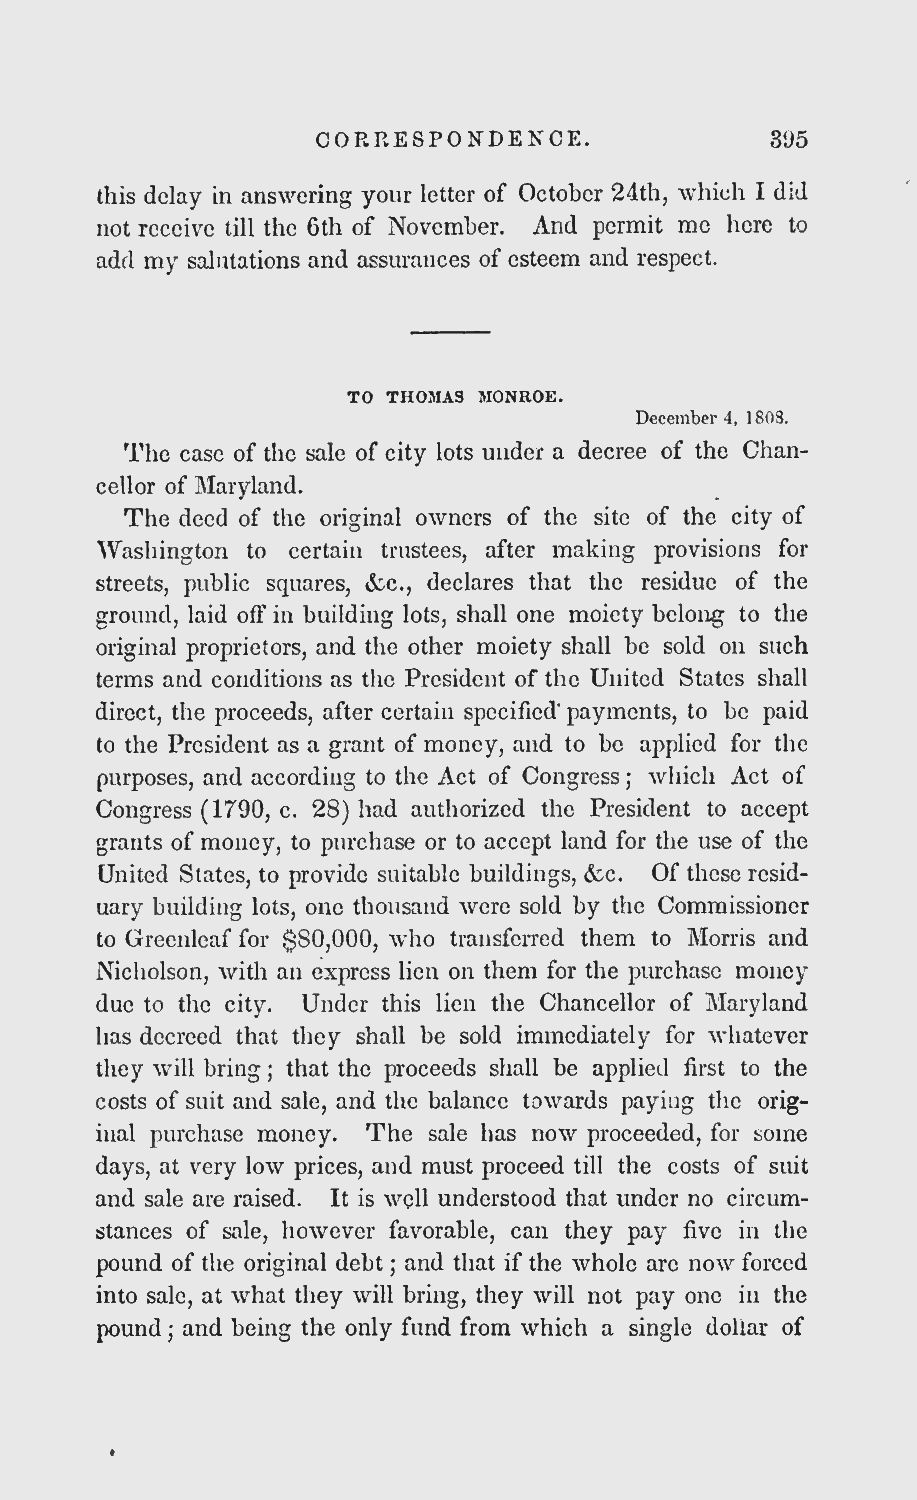 CORRESPONDENCE. 395
this delay in answering your letter of October 24th, which I did
not receive till the 6th of November. And permit me here to
add my salutations and assurances of esteem and respect.
TO THOMAS MONROE.
December 4, 1808.
The case of the sale of city lots under a decree of the Chan-
cellor of Maryland.
The deed of the original owners of the site of the city of
Washington to certain trustees, after making provisions for
streets, public squares, &c., declares that the residue of the
ground, laid off in building lots, shall one moiety belong to the
original proprietors, and the other moiety shall be sold on such
terms and conditions as the President of the United States shall
direct, the proceeds, after certain specified payments, to be paid
to the President as a grant of money, and to be applied for the
purposes, and according to the Act of Congress; which Act of
Congress (1790, c. 28) had authorized the President to accept
grants of money, to purchase or to accept land for the use of the
United States, to provide suitable buildings, &c. Of these resid-
uary building lots, one thousand were sold by the Commissioner
to Greenleaf for $80,000, who transferred them to Morris and
Nicholson, with an express lien on them for the purchase money
due to the city. Under this lien the Chancellor of Maryland
has decreed that they shall be sold immediately for whatever
they will bring; that the proceeds shall be applied first to the
costs of suit and sale, and the balance towards paying the orig-
inal purchase money. The sale has now proceeded, for some
days, at very low prices, and must proceed till the costs of suit
and sale are raised. It is well understood that under no circum-
stances of sale, however favorable, can they pay five in the
pound of the original debt; and that if the whole are now forced
into sale, at what they will bring, they will not pay one in the
pound; and being the only fund from which a single dollar of